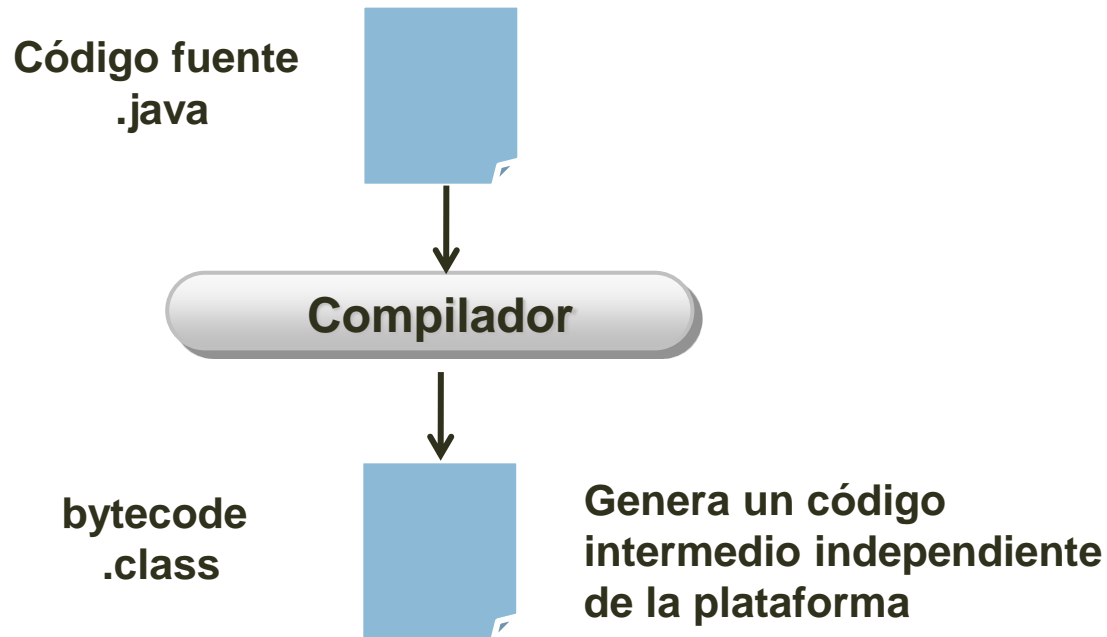 Código fuente
.java
Compilador
bytecode
.class
Genera un código
intermedio independiente
de la plataforma